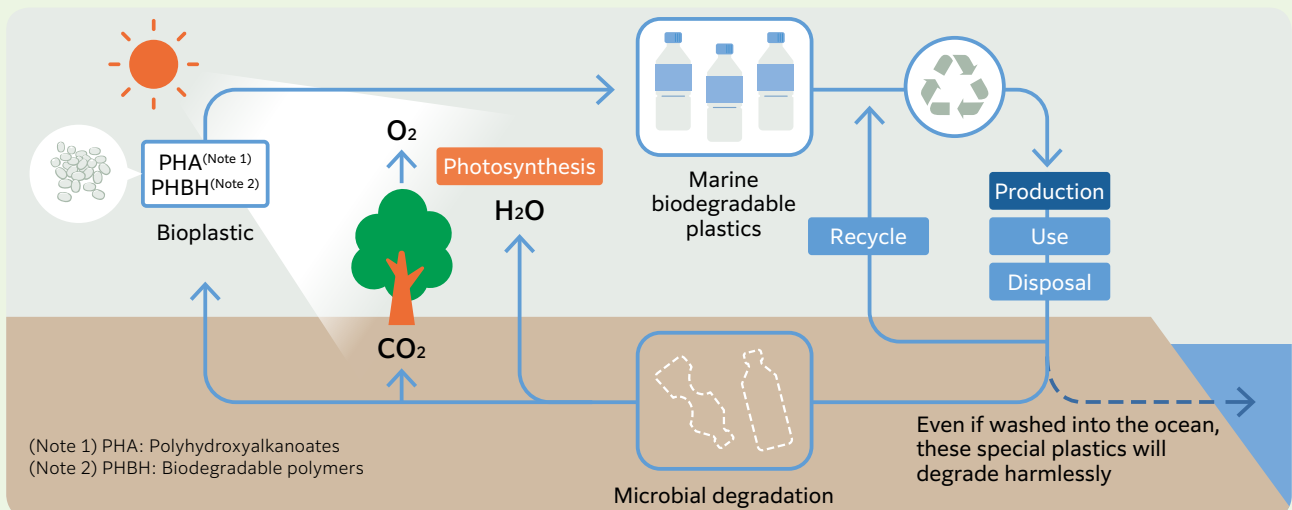 PHA(Note 1)
PHBH(Note 2)
Bioplastic
O₂
Photosynthesis
H₂O
CO₂
Marine
biodegradable
plastics
Recycle
Production
Use
Disposal
Even if washed into the ocean,
these special plastics will
degrade harmlessly
Microbial degradation
(Note 1) PHA: Polyhydroxyalkanoates
(Note 2) PHBH: Biodegradable polymers